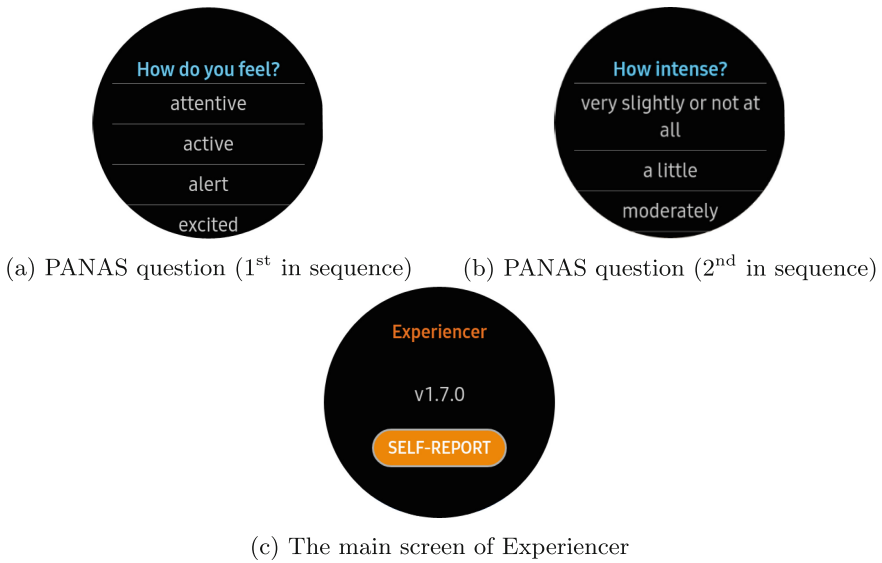 How do you feel?
attentive
active
alert
excited
How intense?
very slightly or not at
all
a little
moderately
(a) PANAS question (1st in sequence)
(b) PANAS question (2nd in sequence)
Experiencer
v1.7.0
SELF-REPORT
(c) The main screen of Experiencer